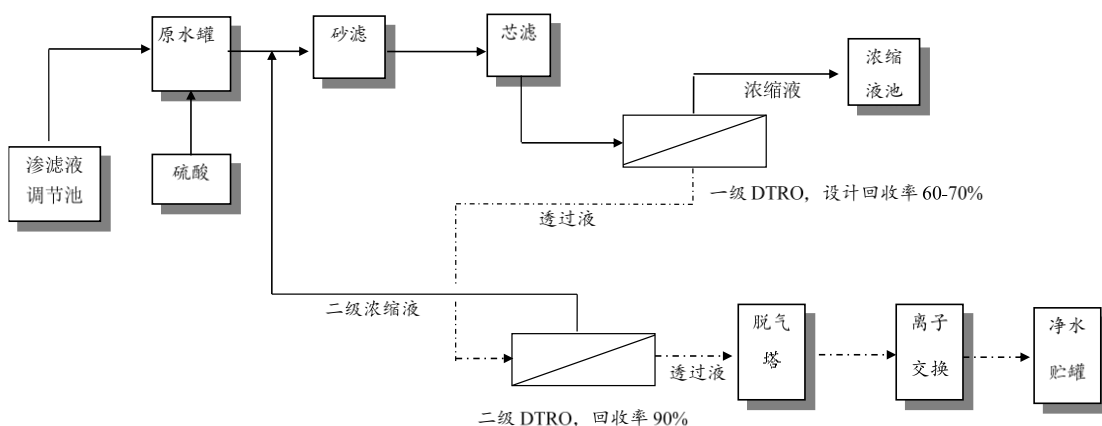 原水罐
砂滤
芯滤
浓缩
液池
浓缩液
渗滤液
调节池
硫酸
一级 DTRO，设计回收率 60-70%
透过液
二级浓缩液
脱气
塔
离子
交换
净水
贮罐
透过液
二级 DTRO，回收率 90%